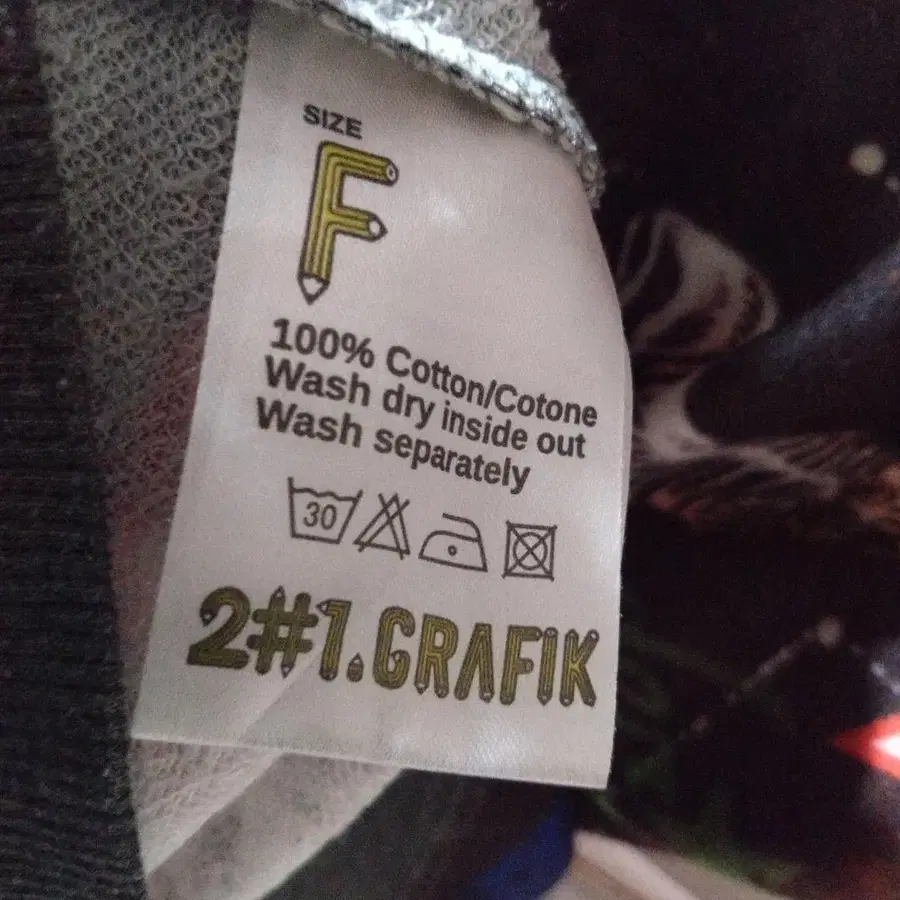 SIZE
F
100% Cotton/Cotone
Wash dry inside out
Wash separately
30
2#1.GRAFIK